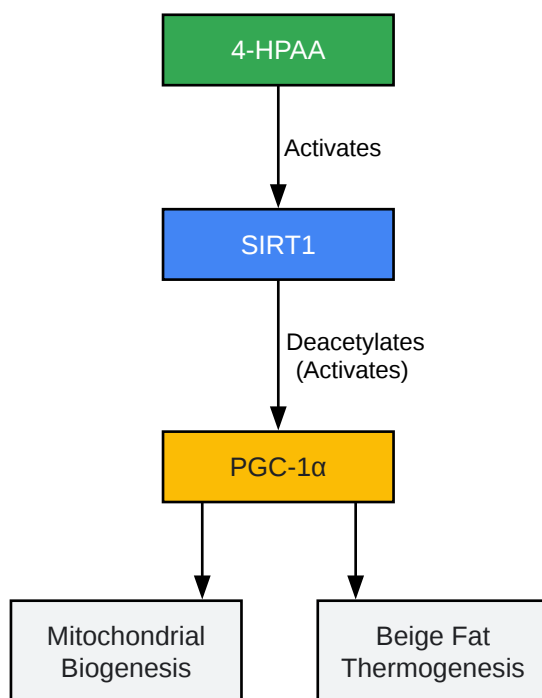 4-HPAA
Activates
SIRT1
Deacetylates
(Activates)
PGC-1α
Mitochondrial
Biogenesis
Beige Fat
Thermogenesis